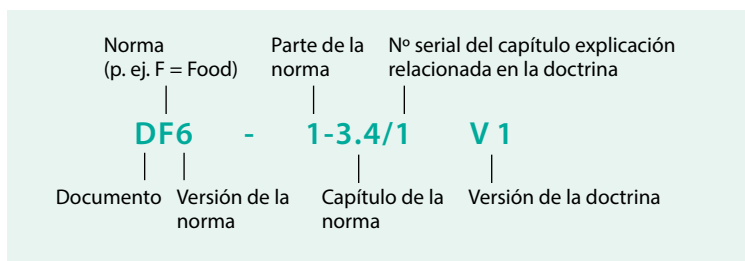 Norma
(p. ej. F = Food)
Parte de la
norma
Nº serial del capítulo explicación
relacionada en la doctrina
DF6 - 1-3.4/1 V 1
Documento
Versión de la
norma
Capítulo de la
norma
Versión de la doctrina